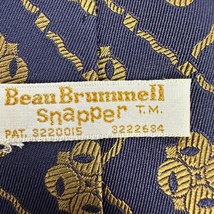 Beau Brummell
Snapper T.M.
PAT. 3220015 3222684